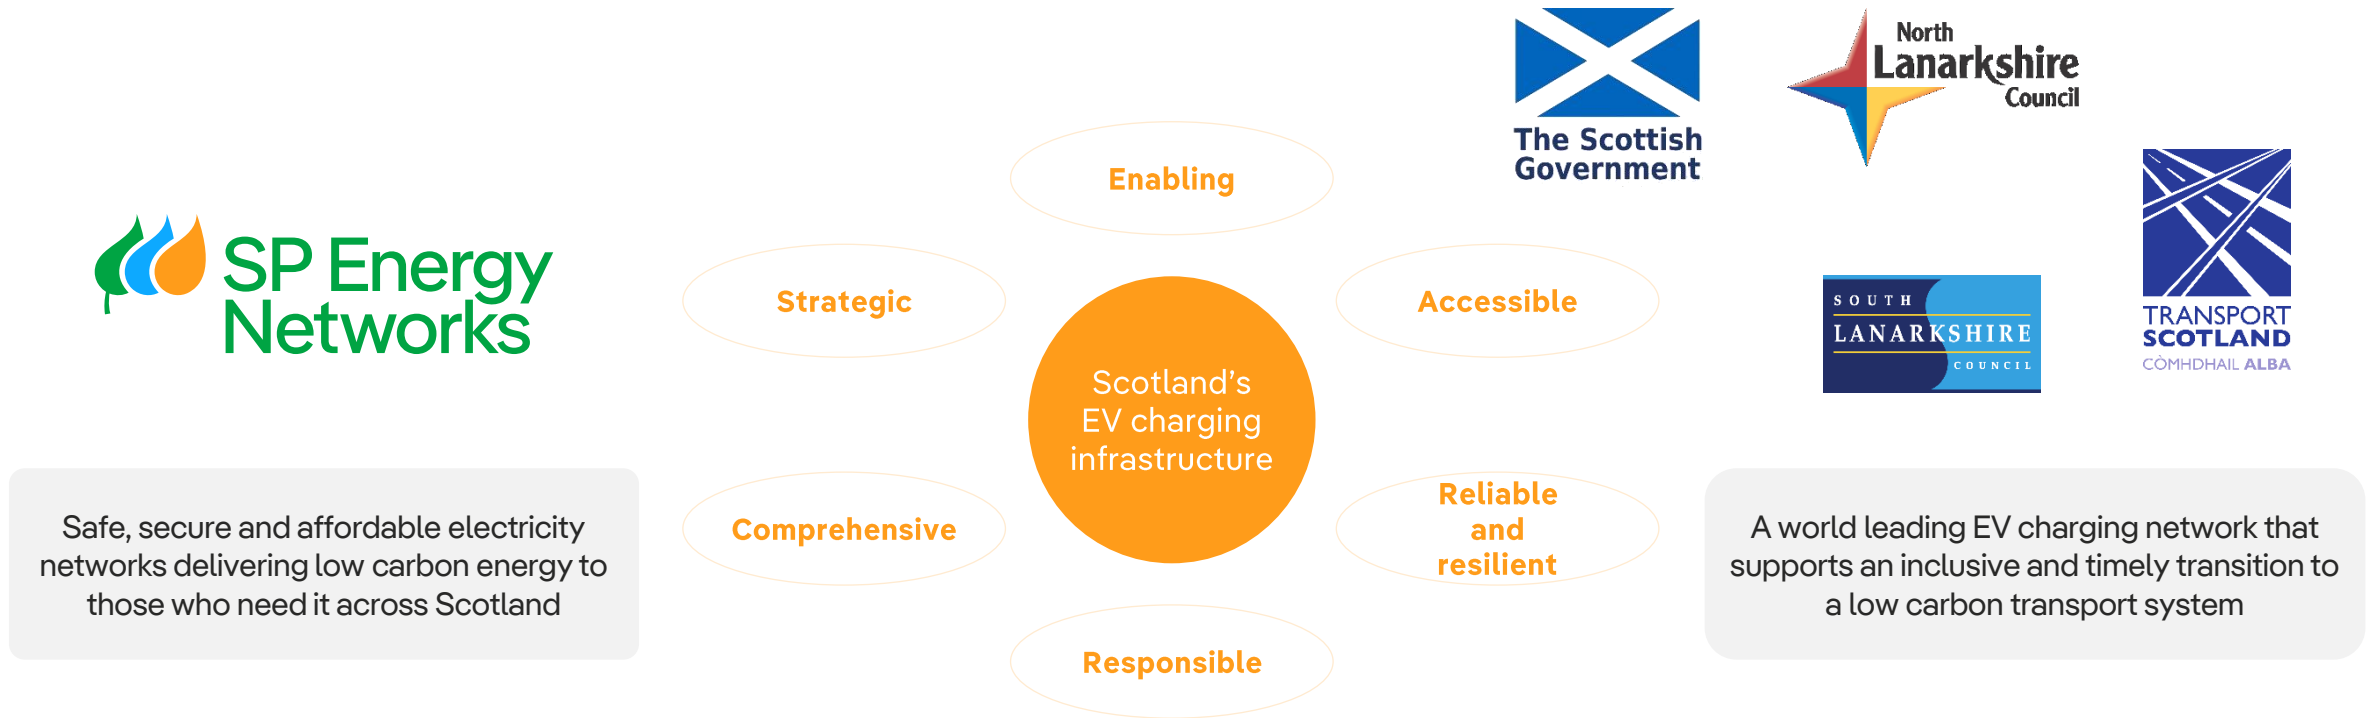 North
Lanarkshire
Council
The Scottish
Government
Enabling
SP Energy
Networks
Strategic
Accessible
SOUTH
LANARKSHIRE
COUNCIL
TRANSPORT
SCOTLAND
CÒMHDHAIL ALBA
Scotland’s
EV charging
infrastructure
Safe, secure and affordable electricity
networks delivering low carbon energy to
those who need it across Scotland
Comprehensive
Reliable
and
resilient
A world leading EV charging network that
supports an inclusive and timely transition to
a low carbon transport system
Responsible